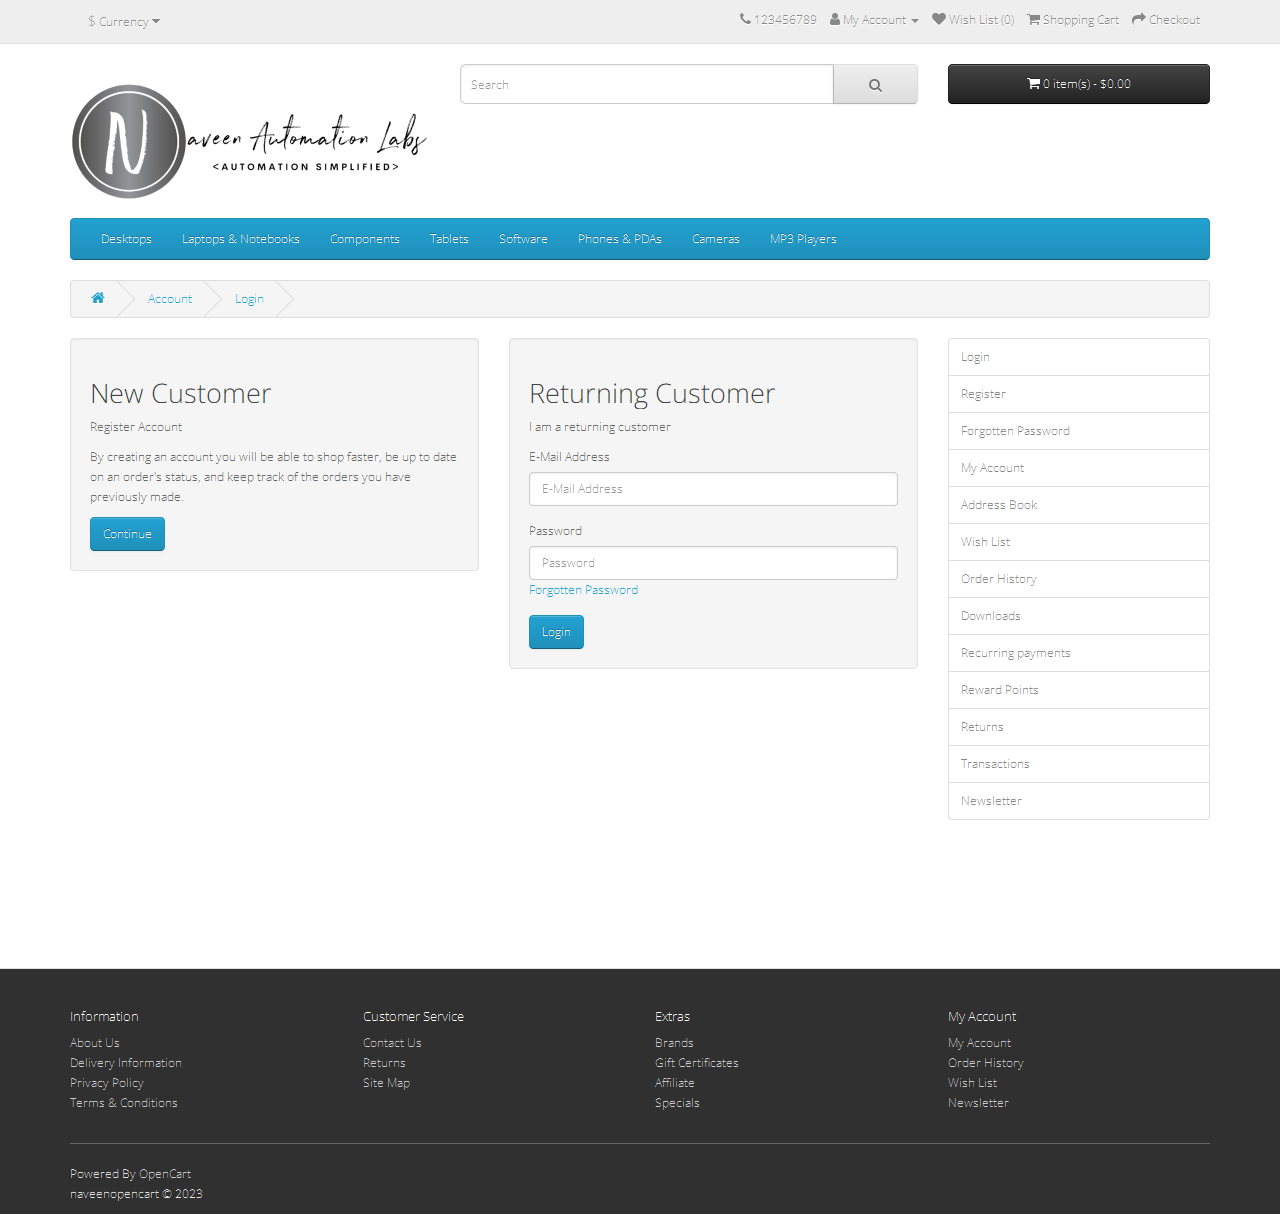 $ Currency
123456789 My Account Wish List (0) Shopping Cart Checkout
Search
0 item(s) - $0.00
N
aveen Automation Labs
<AUTOMATION SIMPLIFIED>
Desktops Laptops & Notebooks Components Tablets Software Phones & PDAs Cameras MP3 Players
Account Login
New Customer
Register Account
By creating an account you will be able to shop faster, be up to date
on an order's status, and keep track of the orders you have
previously made.
Continue
Returning Customer
I am a returning customer
E-Mail Address
E-Mail Address
Password
Password
Forgotten Password
Login
Login
Register
Forgotten Password
My Account
Address Book
Wish List
Order History
Downloads
Recurring payments
Reward Points
Returns
Transactions
Newsletter
Information
About Us
Delivery Information
Privacy Policy
Terms & Conditions
Customer Service
Contact Us
Returns
Site Map
Extras
Brands
Gift Certificates
Affiliate
Specials
My Account
My Account
Order History
Wish List
Newsletter
Powered By OpenCart
naveenopencart © 2023